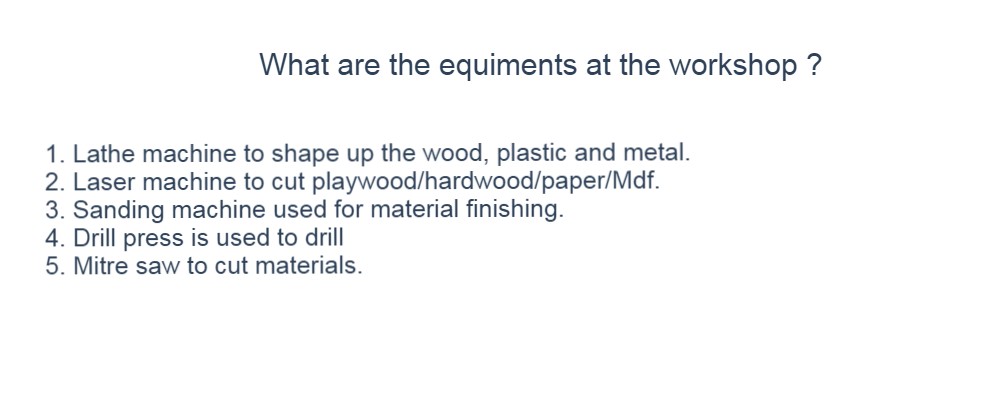 What are the equiments at the workshop ?
1. Lathe machine to shape up the wood, plastic and metal.
2. Laser machine to cut playwood/hardwood/paper/Mdf.
3. Sanding machine used for material finishing.
4. Drill press is used to drill
5. Mitre saw to cut materials.